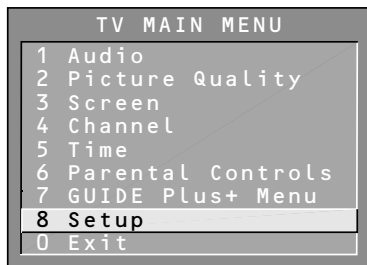 TV MAIN MENU
1 Audio
2 Picture Quality
3 Screen
4 Channel
5 Time
6 Parental Controls
7 GUIDE Plus+ Menu
8 Setup
0 Exit